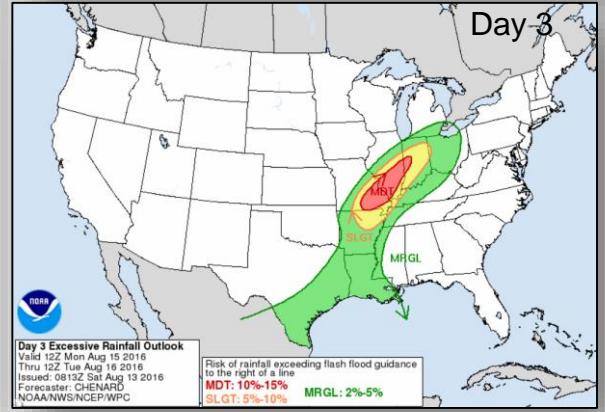 Day 3
MDT
SLGT
MRGL
NOAA
Day 3 Excessive Rainfall Outlook
Valid 12Z Mon Aug 15 2016
Thru 12Z Tue Aug 16 2016
Issued: 0813Z Sat Aug 13 2016
Forecaster: CHENARD
NOAA/NWS/NCEP/WPC
Risk of rainfall exceeding flash flood guidance
to the right of a line
MDT: 10%-15%
MRGL: 2%-5%
SLGT: 5%-10%